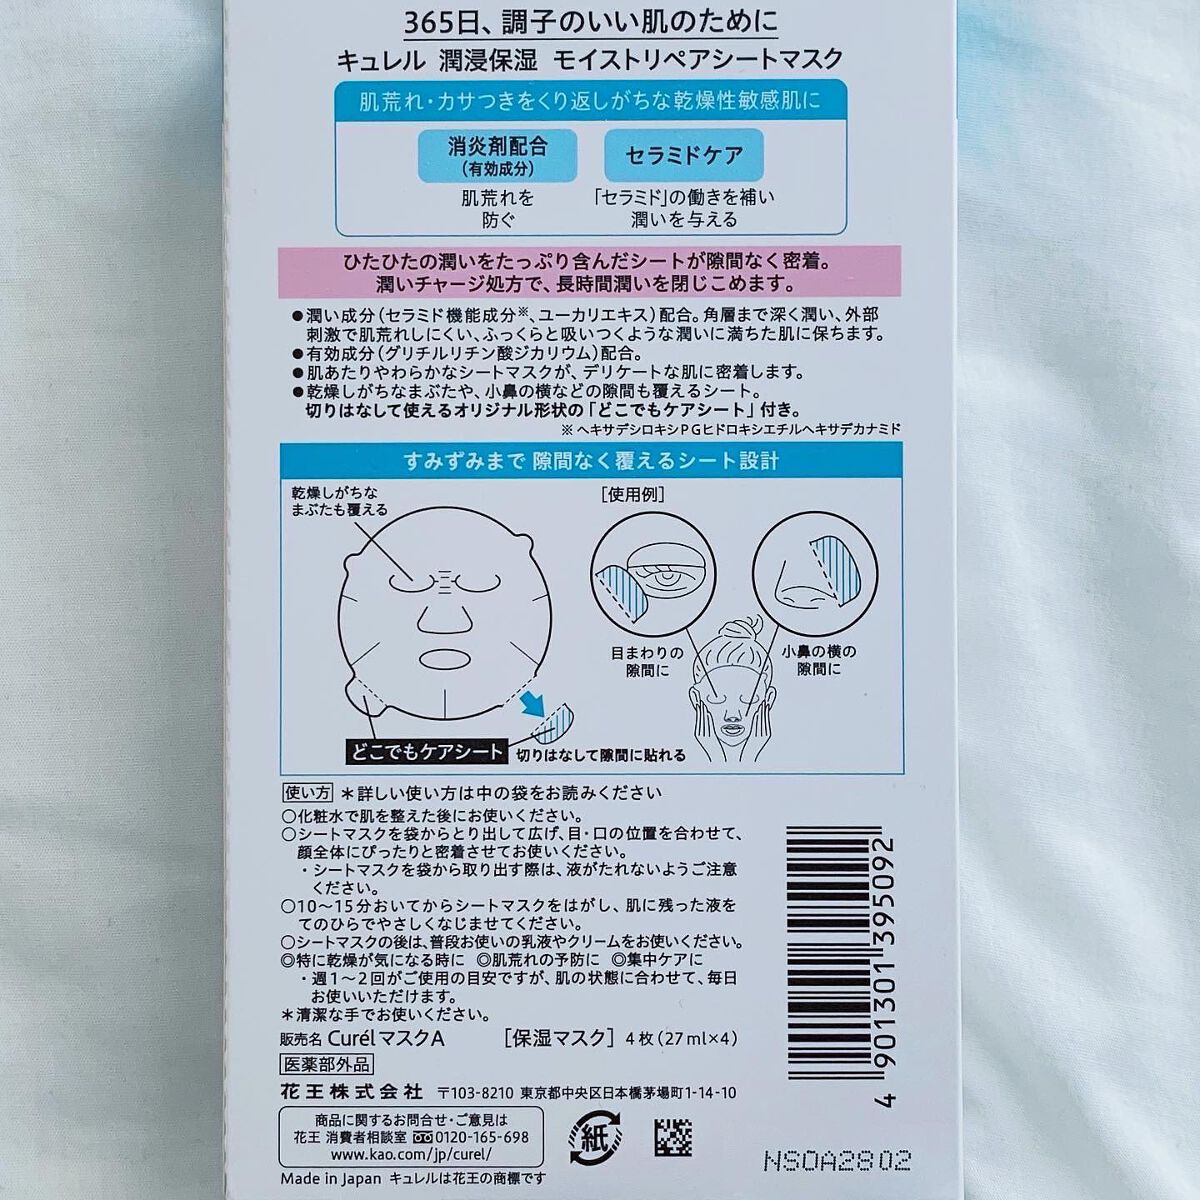 365日、調子のいい肌のために
キュレル 潤浸保湿 モイストリペアシートマスク
肌荒れ・カサつきをくり返しがちな乾燥性敏感肌に
消炎剤配合
(有効成分)
肌荒れを
防ぐ
セラミドケア
「セラミド」の働きを補い
潤いを与える
ひたひたの潤いをたっぷり含んだシートが隙間なく密着。
潤いチャージ処方で、長時間潤いを閉じこめます。
●潤い成分(セラミド機能成分※、ユーカリエキス)配合。角層まで深く潤い、外部
刺激で肌荒れしにくい、ふっくらと吸いつくような潤いに満ちた肌に保ちます。
●有効成分(グリチルリチン酸ジカリウム)配合。
●肌あたりやわらかなシートマスクが、デリケートな肌に密着します。
●乾燥しがちなまぶたや、小鼻の横などの隙間も覆えるシート。
切りはなして使えるオリジナル形状の「どこでもケアシート」付き。
※ ヘキサデシロキシPGヒドロキシエチルヘキサデカナミド
すみずみまで 隙間なく覆えるシート設計
乾燥しがちな
まぶたも覆える
[使用例]
目まわりの
隙間に
小鼻の横の
隙間に
どこでもケアシート
切りはなして隙間に貼れる
使い方 ＊詳しい使い方は中の袋をお読みください
○化粧水で肌を整えた後にお使いください。
○シートマスクを袋からとり出して広げ、目・口の位置を合わせて、
顔全体にぴったりと密着させてお使いください。
・シートマスクを袋から取り出す際は、液がたれないようご注意
ください。
○10〜15分おいてからシートマスクをはがし、肌に残った液を
てのひらでやさしくなじませてください。
○シートマスクの後は、普段お使いの乳液やクリームをお使いください。
◎特に乾燥が気になる時に ◎肌荒れの予防に ◎集中ケアに
・週1〜2回がご使用の目安ですが、肌の状態に合わせて、毎日
お使いいただけます。
＊清潔な手でお使いください。
販売名 Curél マスクA [保湿マスク] 4枚(27ml×4)
医薬部外品
花王株式会社 〒103-8210 東京都中央区日本橋茅場町1-14-10
商品に関するお問合せ・ご意見は
花王 消費者相談室 0120-165-698
www.kao.com/jp/curel/
Made in Japan キュレルは花王の商標です
紙
4 901301 395092
NSOA2802